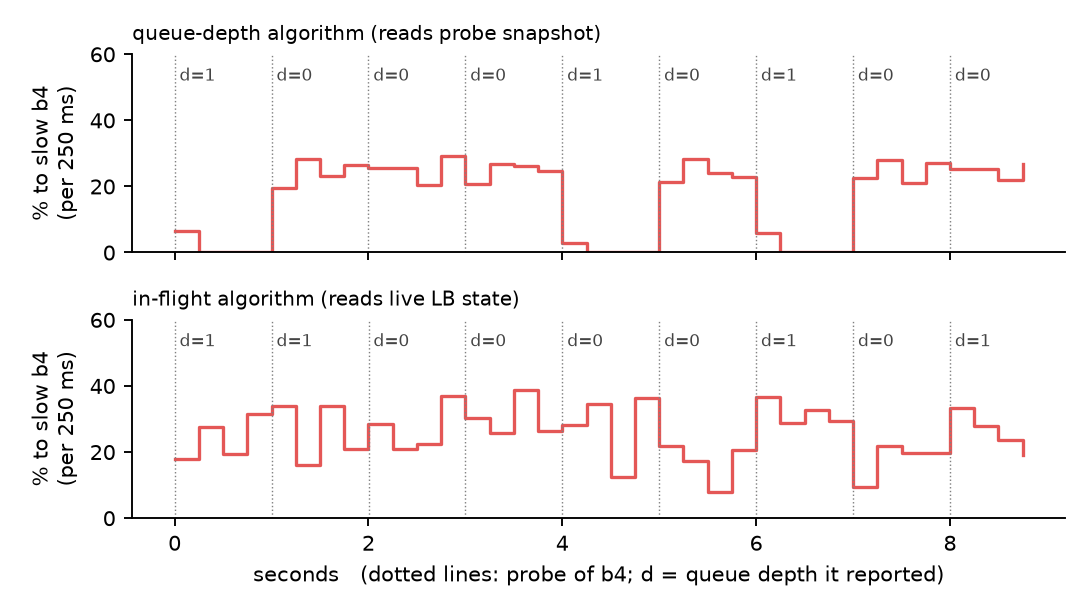 queue-depth algorithm (reads probe snapshot)
% to slow b4
(per 250 ms)
60
40
20
0
d=1
d=0
d=0
d=0
d=1
d=0
d=1
d=0
d=0
in-flight algorithm (reads live LB state)
% to slow b4
(per 250 ms)
60
40
20
0
d=1
d=1
d=0
d=0
d=0
d=0
d=1
d=0
d=1
0
2
4
6
8
seconds (dotted lines: probe of b4; d = queue depth it reported)